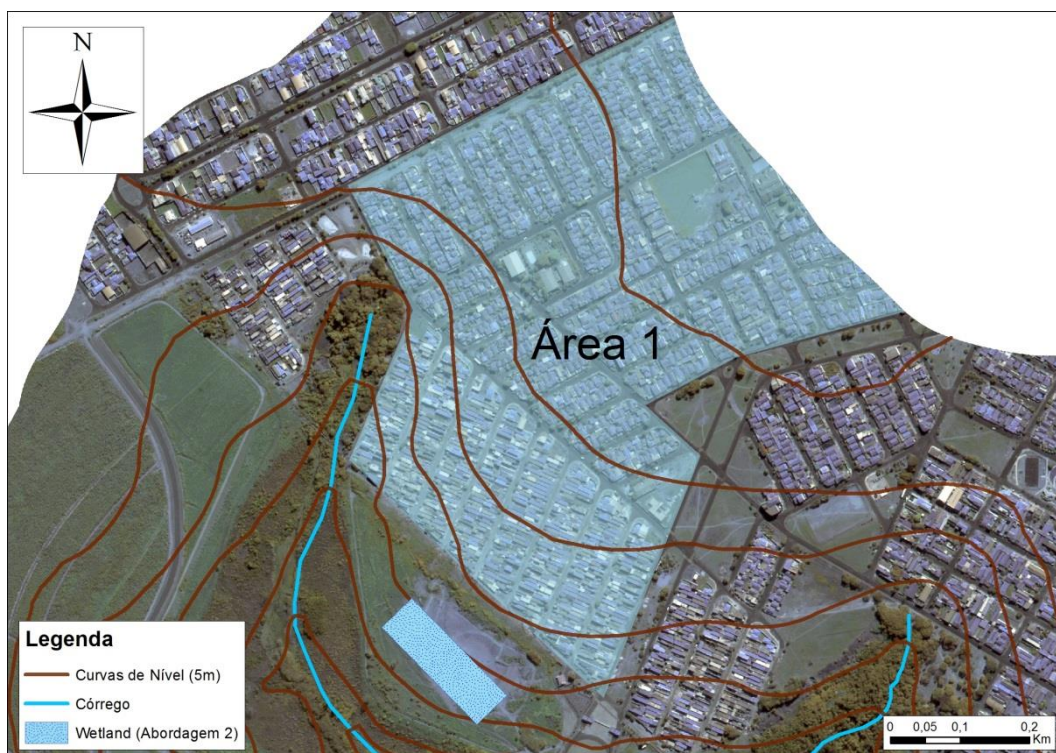 N
Área 1
Legenda
Curvas de Nível (5m)
Córrego
Wetland (Abordagem 2)
0 0,05 0,1 0,2
Km